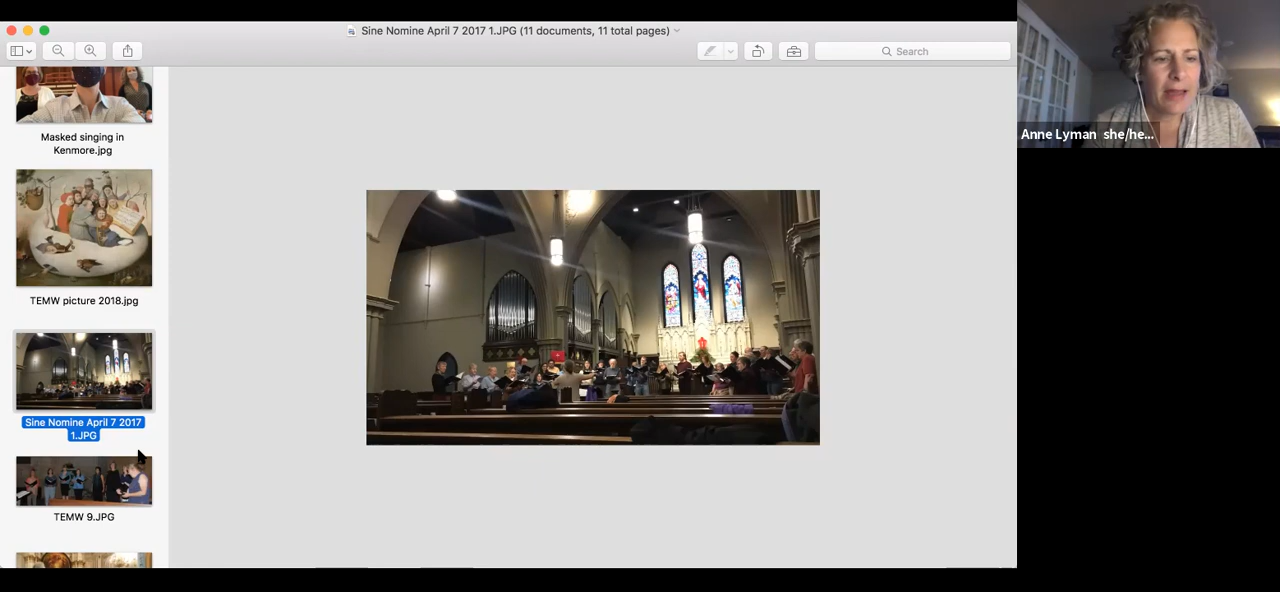 Sine Nomine April 7 2017 1.JPG (11 documents, 11 total pages)
Search
Anne Lyman she/he...
Masked singing in
Kenmore.jpg
TEMW picture 2018.jpg
Sine Nomine April 7 2017
1.JPG
TEMW 9.JPG